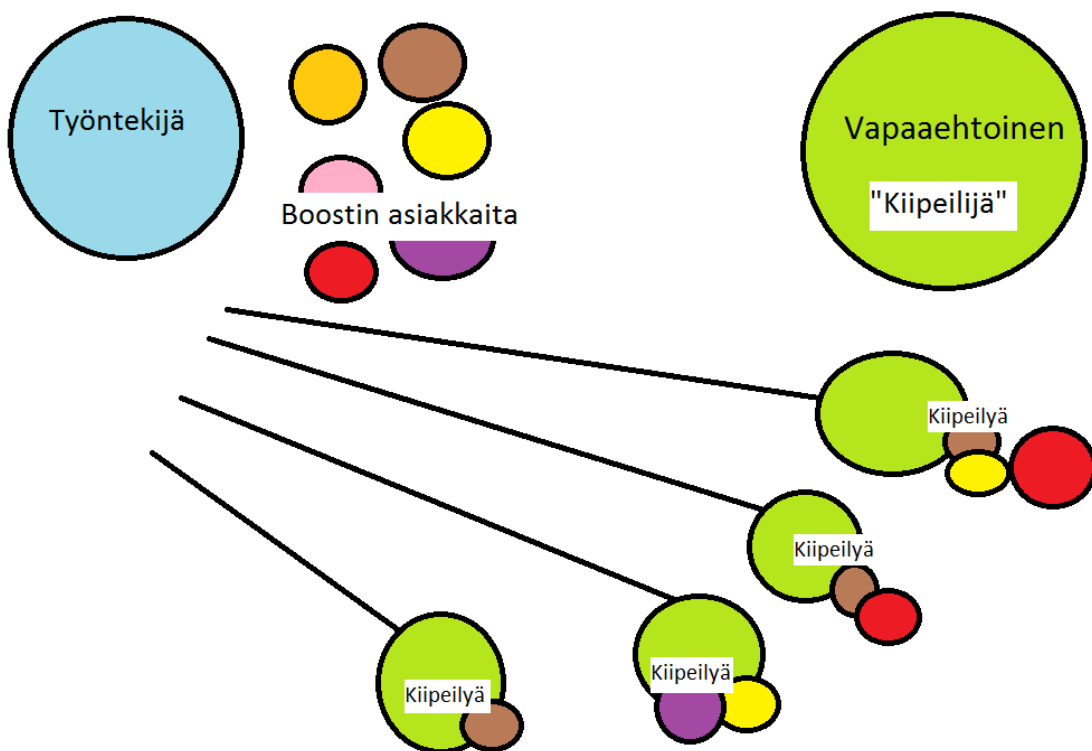 Työntekijä
Vapaaehtoinen
"Kiipeilijä"
Boostin asiakkaita
Kiipeilyä
Kiipeilyä
Kiipeilyä
Kiipeilyä